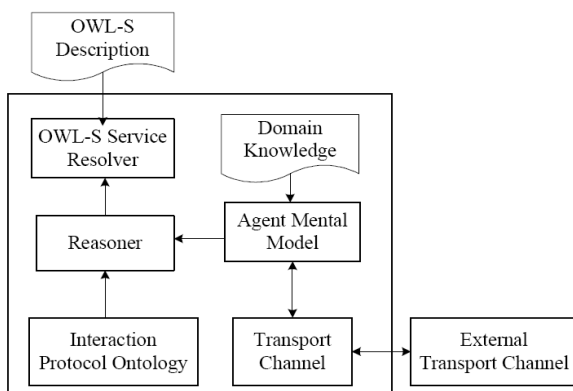 OWL-S
Description
OWL-S Service
Resolver
Domain
Knowledge
Reasoner
Agent Mental
Model
Interaction
Protocol Ontology
Transport
Channel
External
Transport Channel